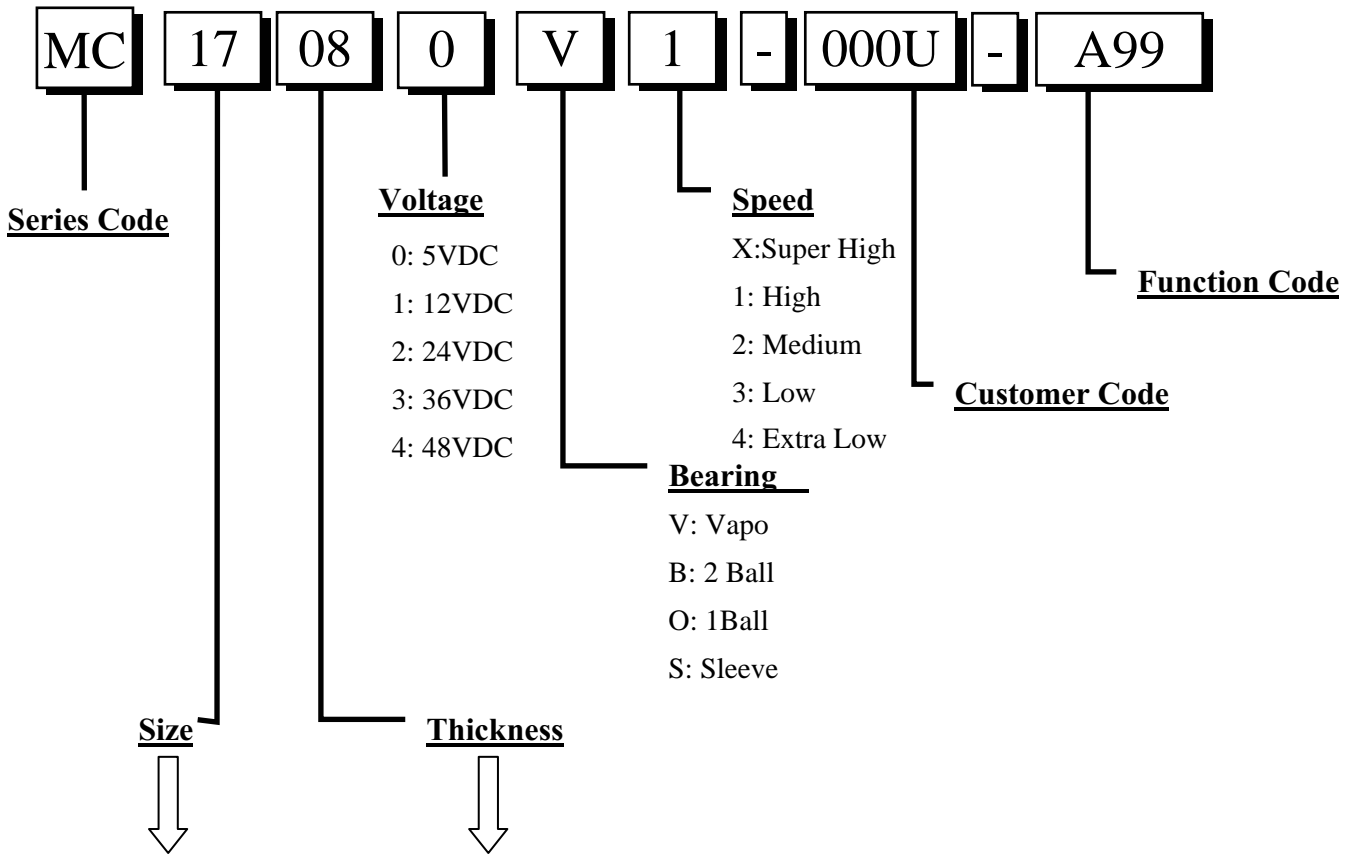 MC 17 08 0 V 1 - 000U - A99
Series Code
Voltage
0: 5VDC
1: 12VDC
2: 24VDC
3: 36VDC
4: 48VDC
Speed
X:Super High
1: High
2: Medium
3: Low
4: Extra Low
Function Code
Customer Code
Bearing
V: Vapo
B: 2 Ball
O: 1Ball
S: Sleeve
Size
Thickness